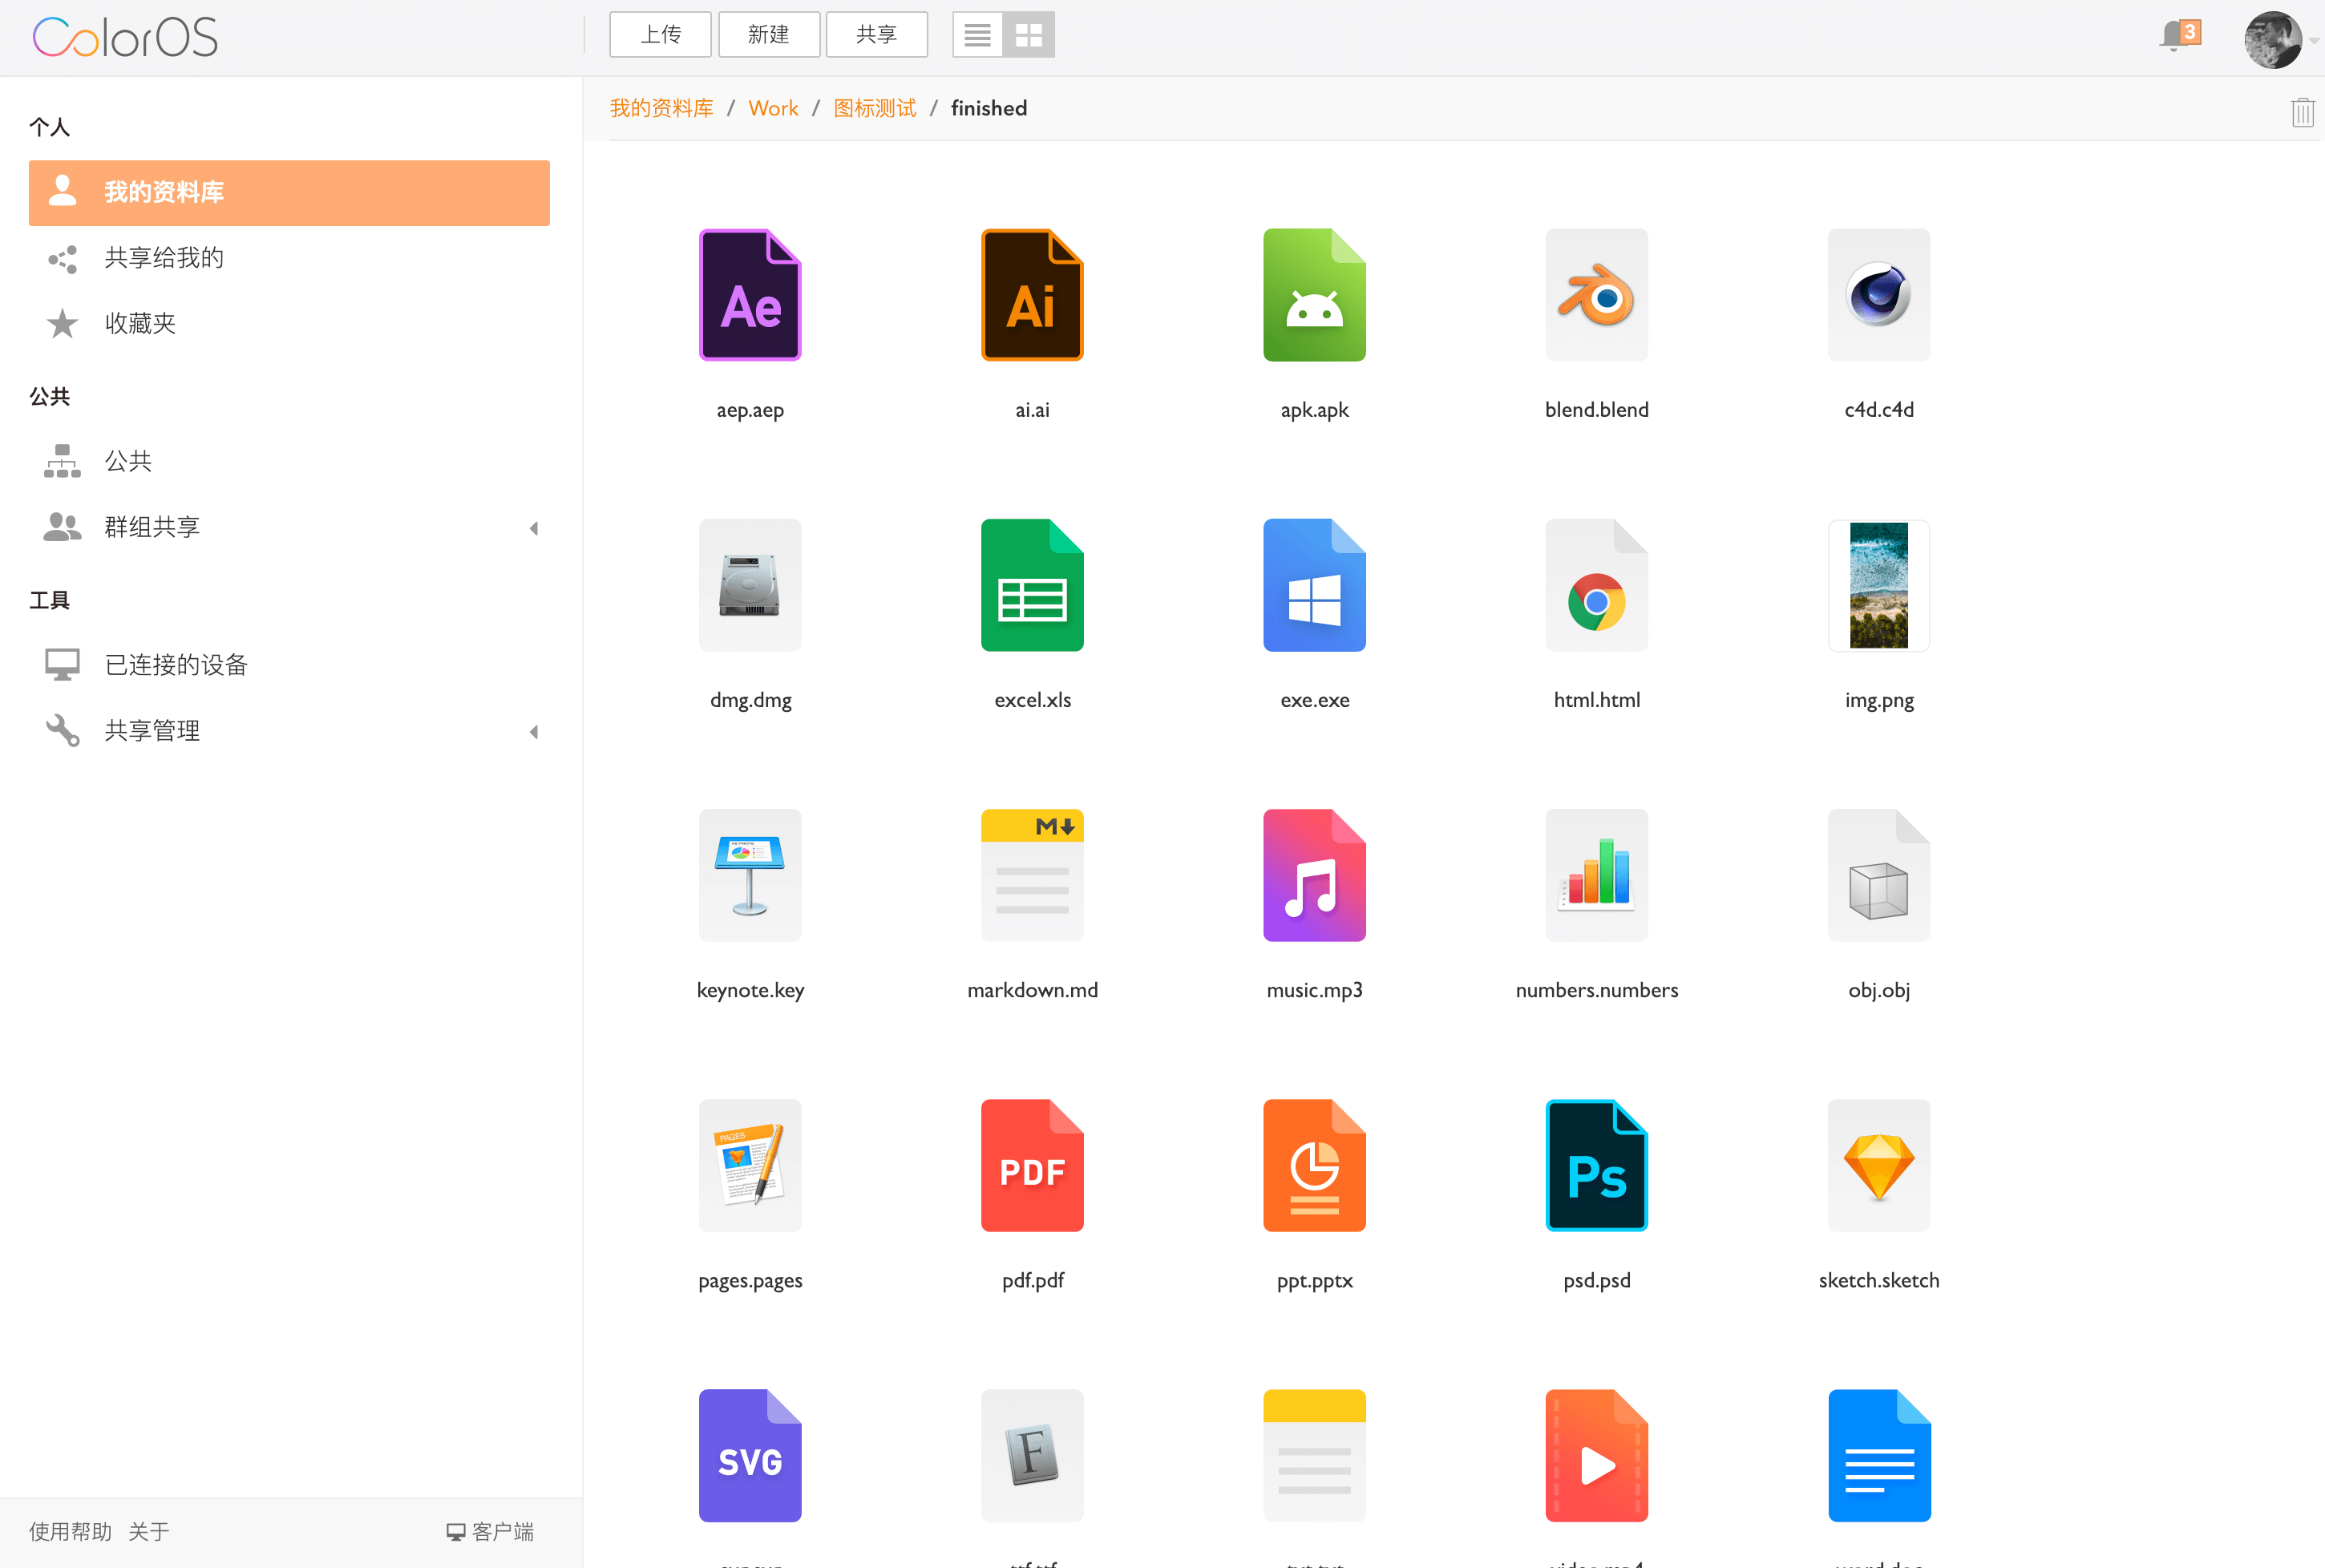 ColorOS
上传
新建
共享
3
个人
我的资料库
共享给我的
收藏夹
公共
公共
群组共享
工具
已连接的设备
共享管理
使用帮助 关于
客户端
我的资料库 / Work / 图标测试 / finished
Ae
Ai
aep.aep
ai.ai
apk.apk
blend.blend
c4d.c4d
dmg.dmg
excel.xls
exe.exe
html.html
img.png
KEYNOTE
M
keynote.key
markdown.md
music.mp3
numbers.numbers
obj.obj
PAGES
PDF
Ps
pages.pages
pdf.pdf
ppt.pptx
psd.psd
sketch.sketch
SVG
F